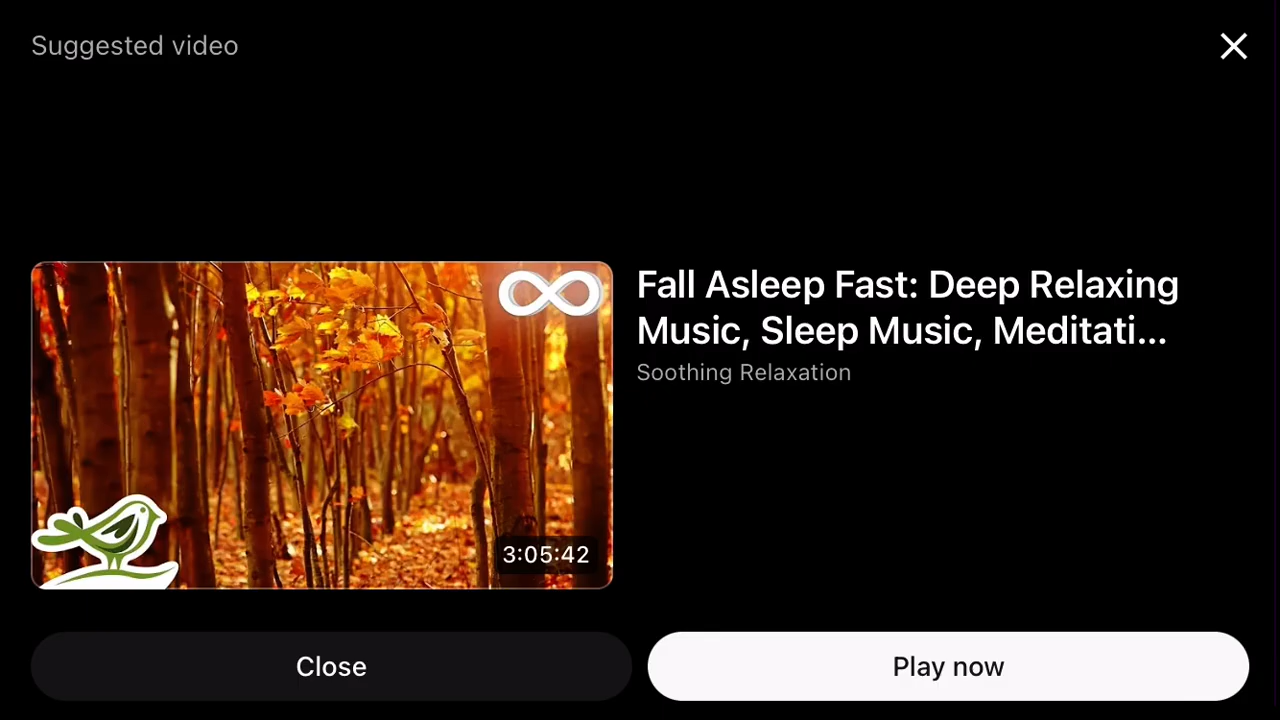 Suggested video
Fall Asleep Fast: Deep Relaxing
Music, Sleep Music, Meditati...
Soothing Relaxation
3:05:42
Close
Play now